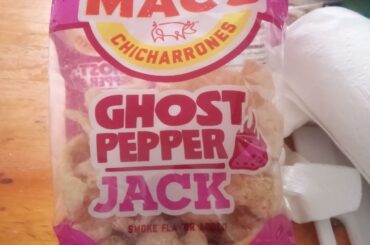 MAC'S
CHICHARRONES
GHOST
PEPPER
JACK
SMOKE FLAVOR ADDED